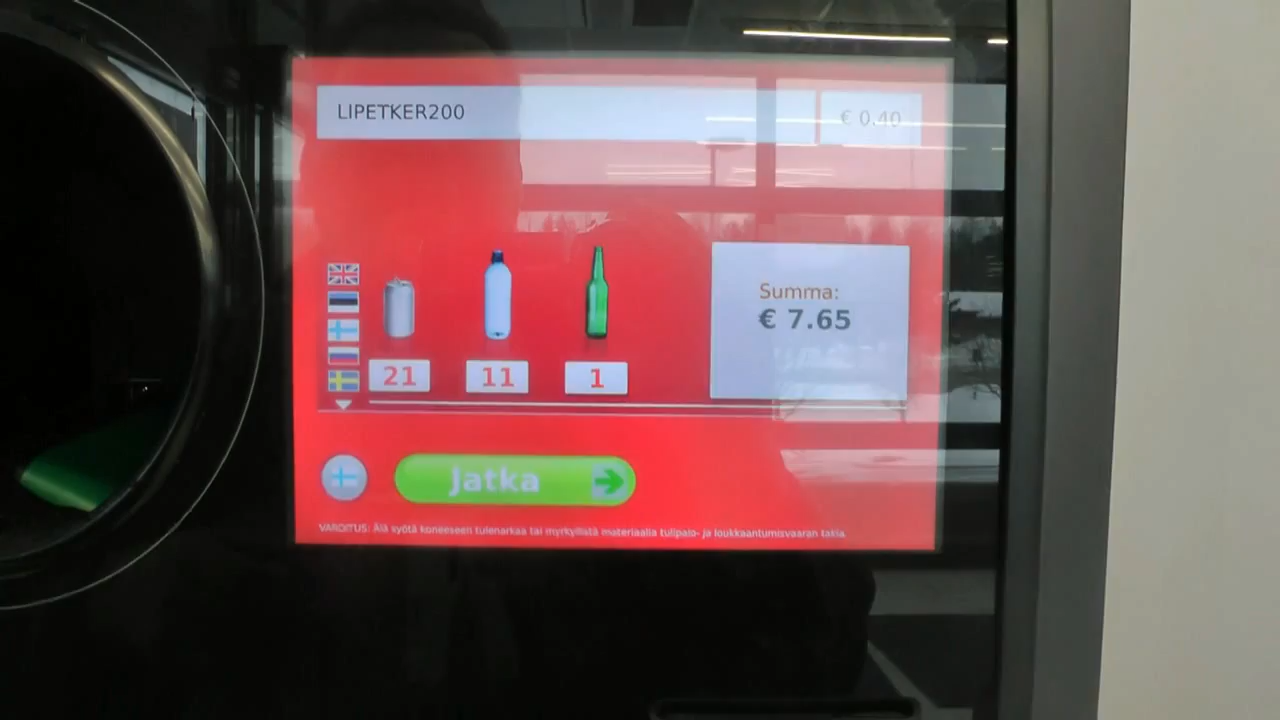 LIPETKER200
€ 0.40
Summa:
€ 7.65
21
11
1
Jatka
VAROITUS: Älä syötä koneeseen tulenarkaa tai myrkyllistä materiaalia tulipalo- ja loukkaantumisvaaran takia.